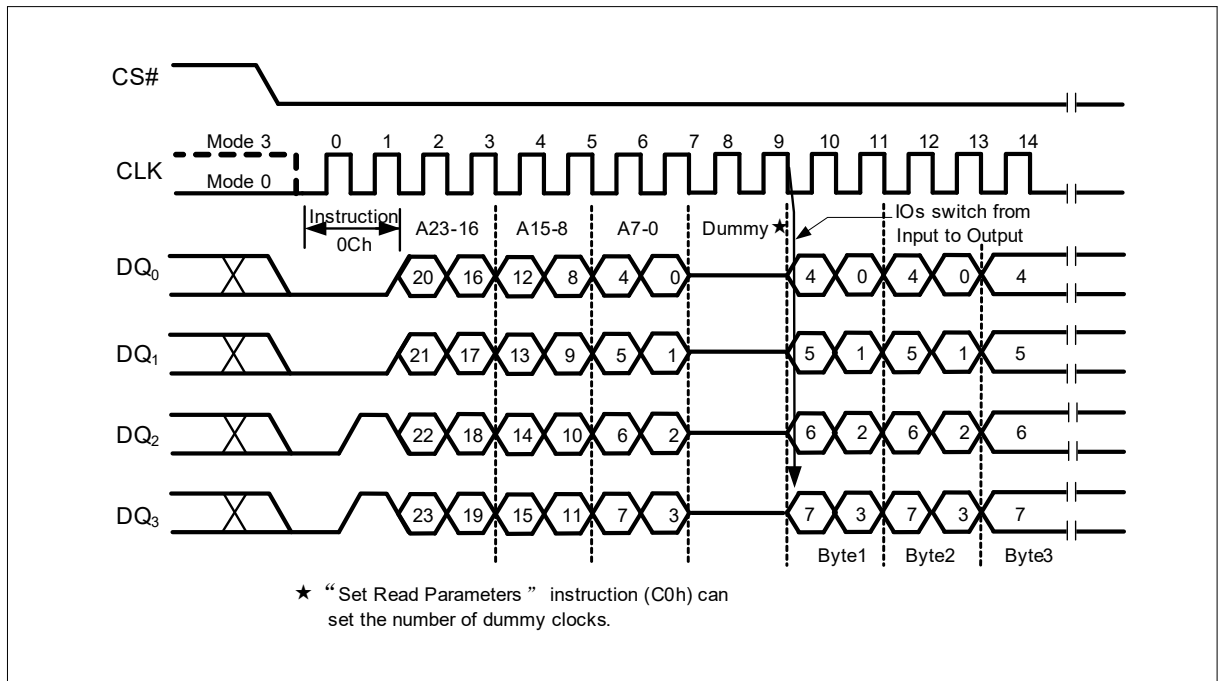 CS#
Mode 3 0 1 2 3 4 5 6 7 8 9 10 11 12 13 14
CLK
Mode 0
Instruction
0Ch
A23-16 A15-8 A7-0 Dummy★
IOs switch from
Input to Output
DQ0 20 16 12 8 4 0 4 0 4 0 4
DQ1 21 17 13 9 5 1 5 1 5 1 5
DQ2 22 18 14 10 6 2 6 2 6 2 6
DQ3 23 19 15 11 7 3 7 3 7 3 7
Byte1 Byte2 Byte3
★ “Set Read Parameters ” instruction (C0h) can
set the number of dummy clocks.